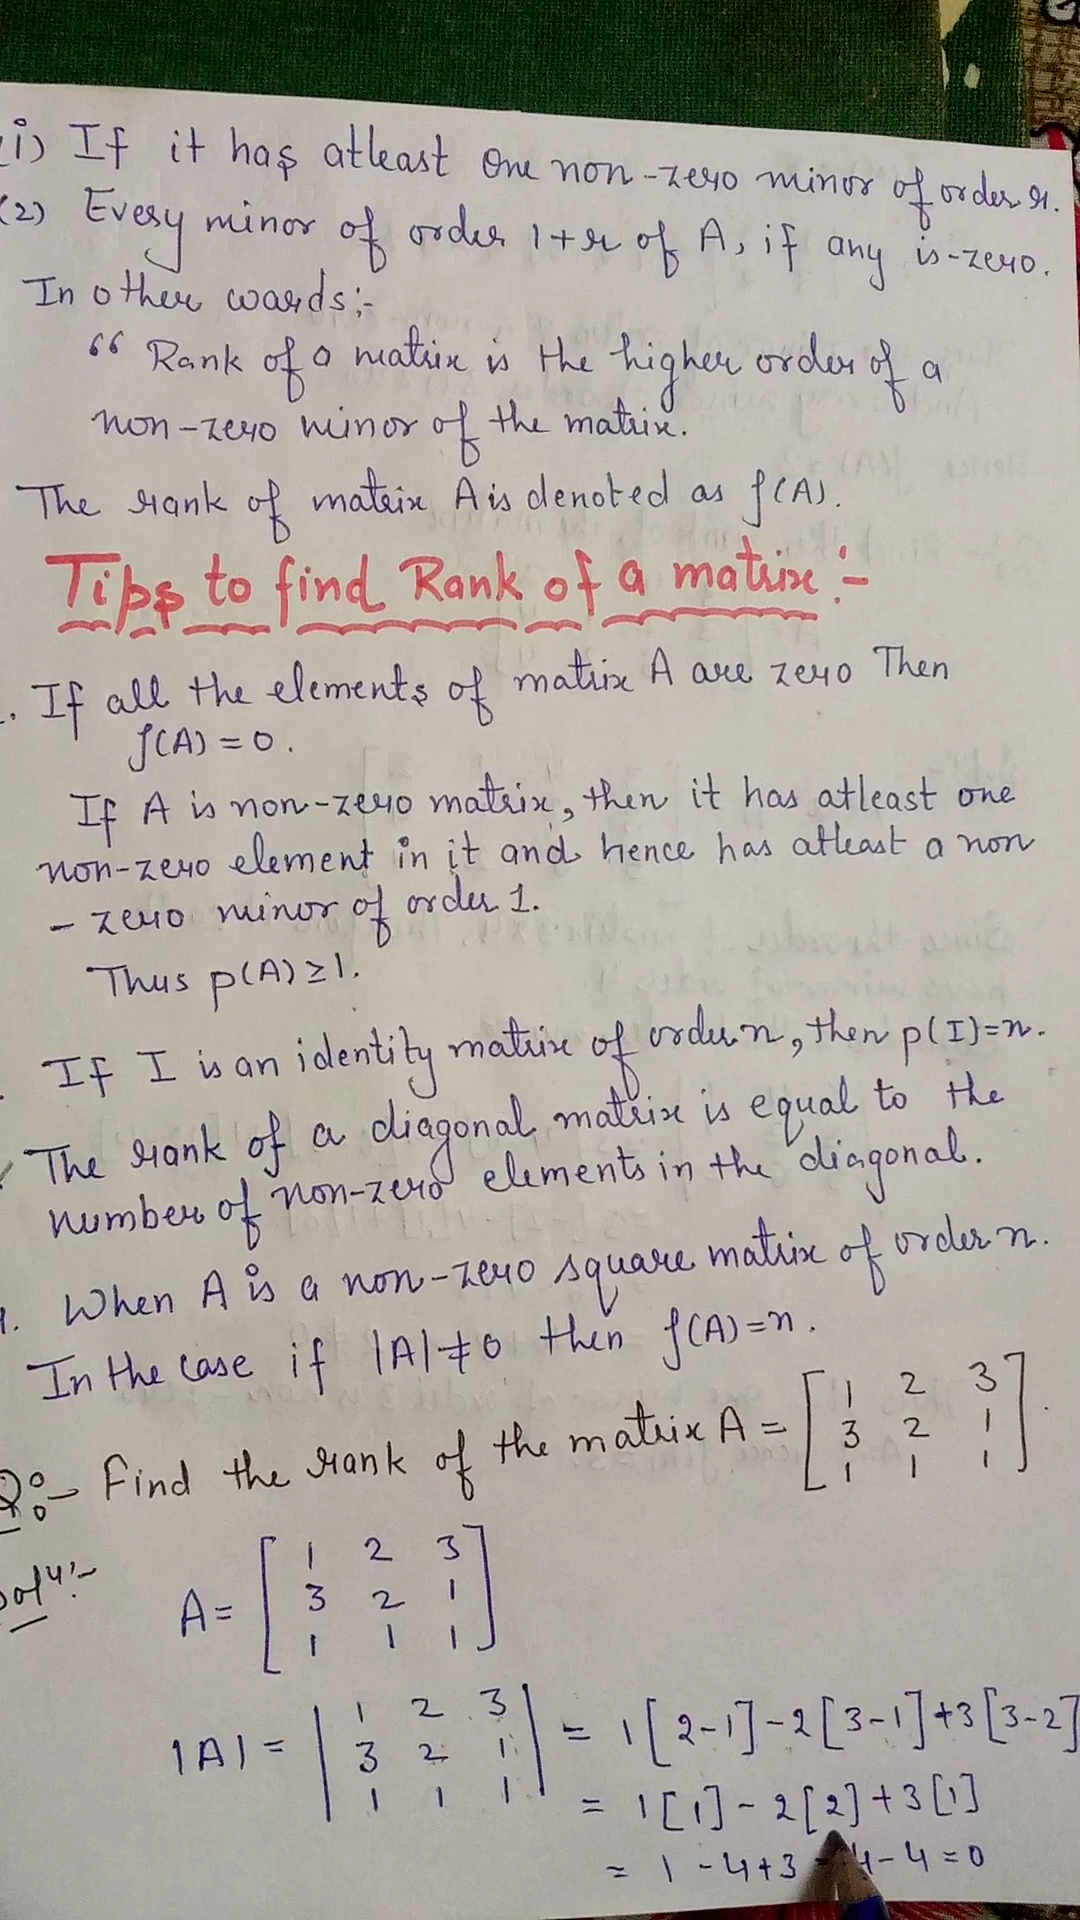 i) If it has atleast one non-zero minor of order r.
(2) Every minor of order 1+r of A, if any is-zero.
In other wards;-
“ Rank of a matrix is the higher order of a
non-zero minor of the matrix.
The rank of matrix A is denoted as ρ(A).
Tips to find Rank of a matrix :-
. If all the elements of matrix A are zero Then
ρ(A) = 0.
If A is non-zero matrix, then it has atleast one
non-zero element in it and hence has atleast a non
- zero minor of order 1.
Thus p(A) ≥ 1.
If I is an identity matrix of order n, then p(I)=n.
The rank of a diagonal matrix is equal to the
number of non-zero elements in the diagonal.
. When A is a non-zero square matrix of order n.
In the case if |A| ≠ 0 then ρ(A)=n.
Q:- Find the rank of the matrix A = [ 1 2 3
3 2 1
1 1 1 ].
Solⁿ:-
A = [ 1 2 3
3 2 1
1 1 1 ]
|A| = | 1 2 3
3 2 1
1 1 1 | = 1[2-1]-2[3-1]+3[3-2]
= 1[1] - 2[2] + 3[1]
= 1 - 4+3 4-4=0